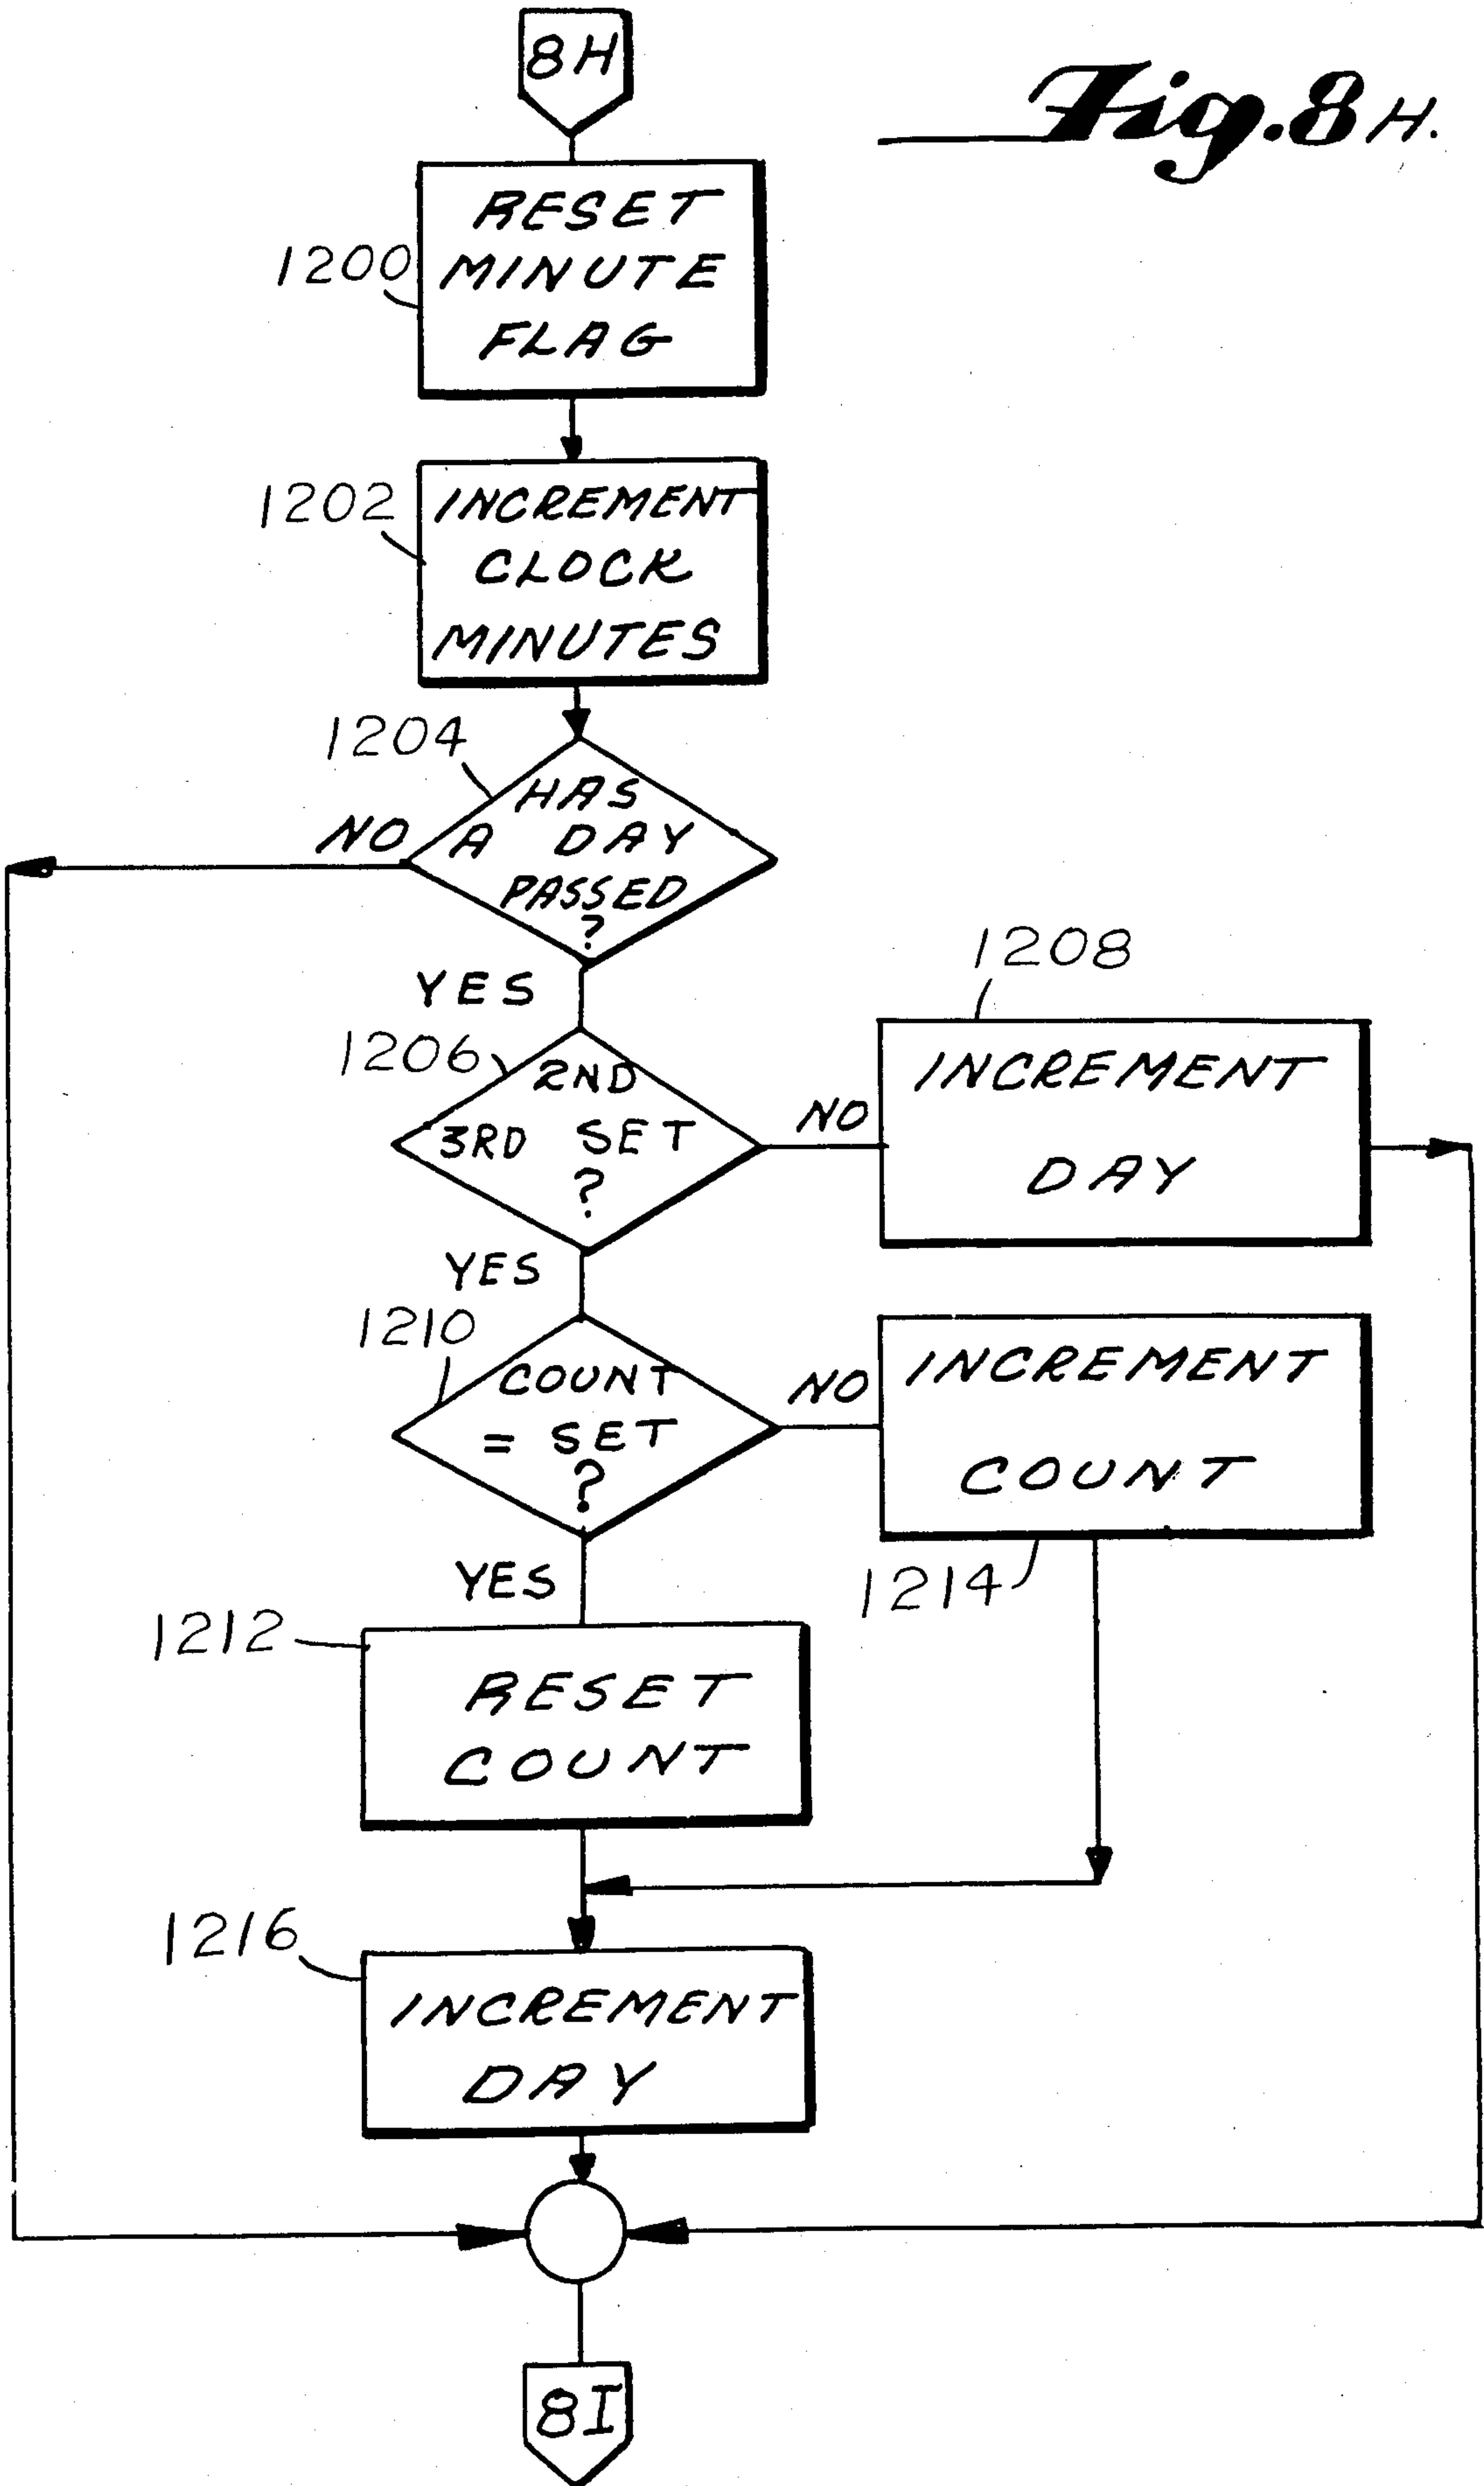 8H
Fig.8H.
RESET
1200
MINUTE
FLAG
1202
INCREMENT
CLOCK
MINUTES
1204
HAS
NO
A DAY
PASSED
?
YES
1208
1206
2ND
INCREMENT
3RD SET
NO
?
DAY
YES
1210
COUNT
NO
INCREMENT
= SET
?
COUNT
YES
1214
1212
RESET
COUNT
1216
INCREMENT
DAY
8I